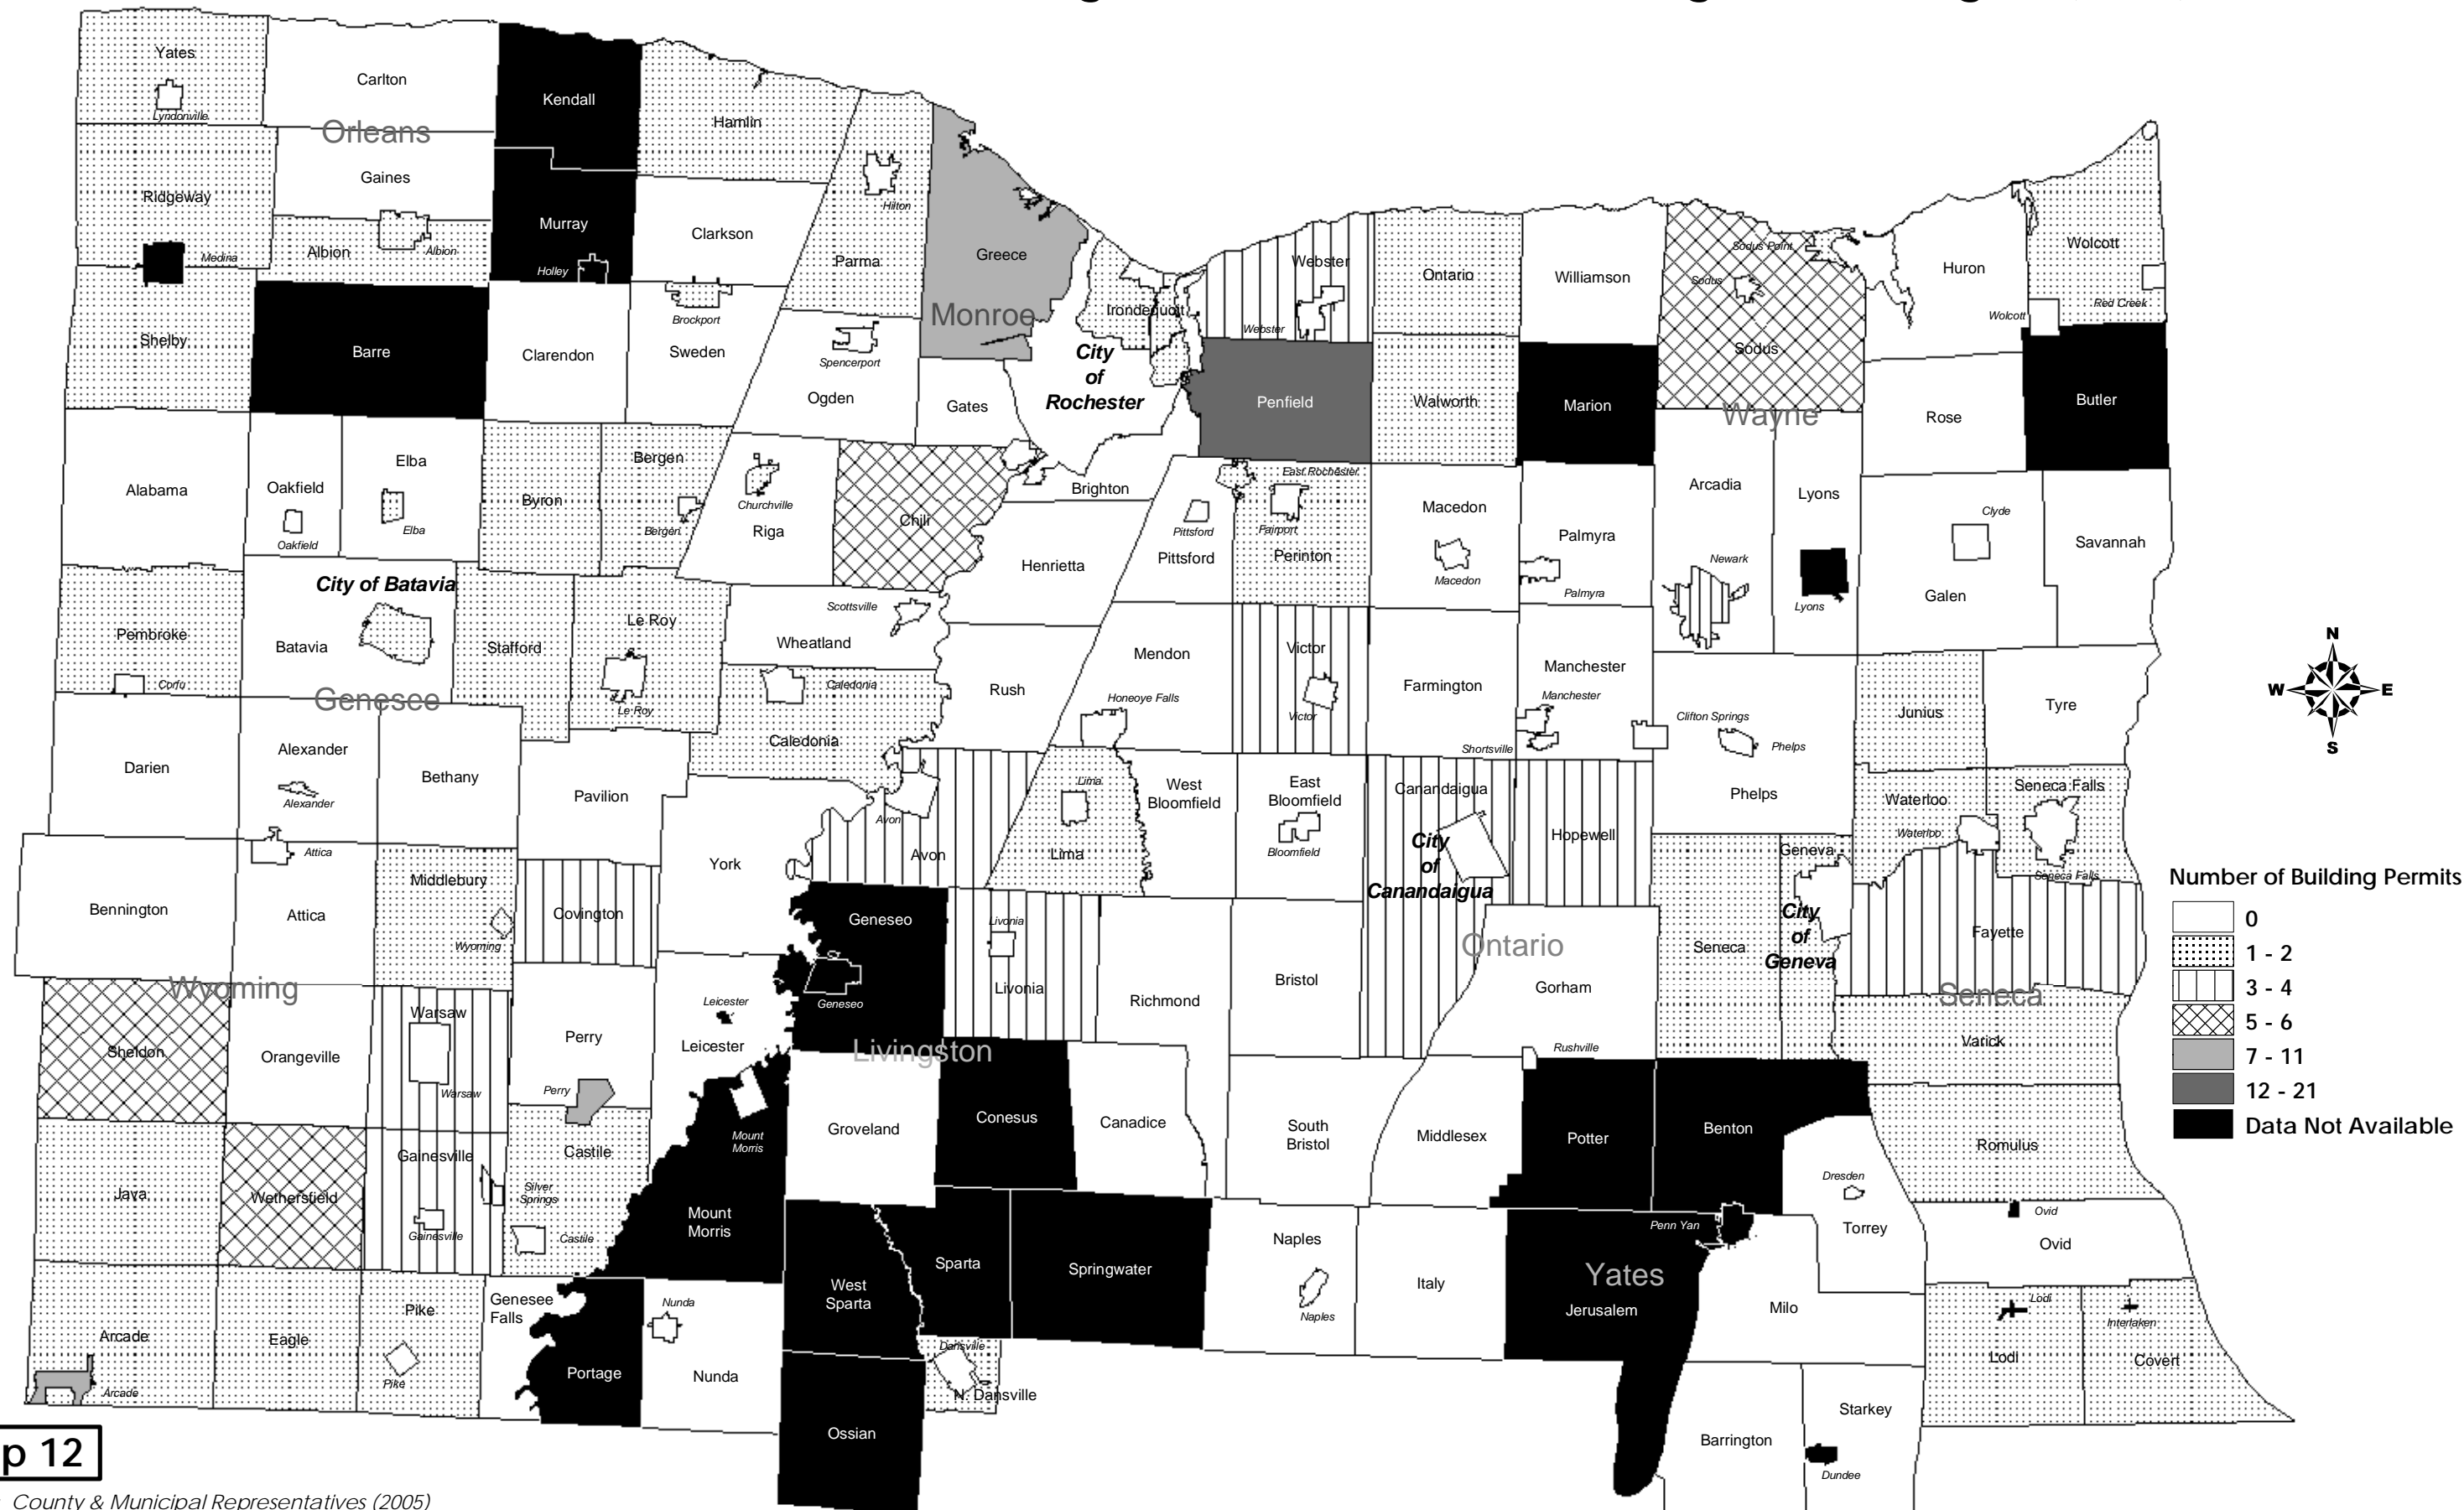 Yates
Lyndonville
Carlton
Kendall
Hamlin
Orleans
Gaines
Ridgeway
Medina
Albion
Albion
Murray
Holley
Clarkson
Hilton
Parma
Greece
Monroe
Irondequoit
Webster
Webster
Ontario
Williamson
Sodus Point
Sodus
Sodus
Huron
Wolcott
Wolcott
Red Creek
Shelby
Barre
Clarendon
Brockport
Sweden
Spencerport
Ogden
Gates
City
of
Rochester
Penfield
Walworth
Marion
Wayne
Rose
Butler
Alabama
Oakfield
Oakfield
Elba
Elba
Byron
Bergen
Bergen
Churchville
Riga
Chili
Brighton
Henrietta
Pittsford
Pittsford
East Rochester
Fairport
Perinton
Macedon
Macedon
Palmyra
Palmyra
Arcadia
Newark
Lyons
Lyons
Clyde
Galen
Savannah
City of Batavia
Pembroke
Corfu
Batavia
Genesee
Stafford
Le Roy
Le Roy
Scottsville
Wheatland
Caledonia
Caledonia
Rush
Mendon
Honeoye Falls
Victor
Victor
Farmington
Manchester
Manchester
Shortsville
Clifton Springs
Phelps
Phelps
Junius
Tyre
N
W
E
S
Darien
Alexander
Alexander
Bethany
Pavilion
York
Avon
Avon
Lima
Lima
West
Bloomfield
East
Bloomfield
Bloomfield
Canandaigua
City
of
Canandaigua
Hopewell
Geneva
City
of
Geneva
Waterloo
Waterloo
Seneca Falls
Seneca Falls
Bennington
Attica
Attica
Middlebury
Wyoming
Covington
Geneseo
Geneseo
Livonia
Livonia
Richmond
Bristol
Ontario
Gorham
Rushville
Seneca
Fayette
Seneca
Varick
Number of Building Permits
0
1 - 2
3 - 4
5 - 6
7 - 11
12 - 21
Data Not Available
Wyoming
Sheldon
Orangeville
Warsaw
Warsaw
Perry
Perry
Leicester
Leicester
Livingston
Conesus
Canadice
Groveland
Mount
Morris
Mount
Morris
South
Bristol
Middlesex
Potter
Benton
Dresden
Torrey
Romulus
Ovid
Ovid
Java
Wethersfield
Gainesville
Gainesville
Silver
Springs
Castile
Castile
West
Sparta
Sparta
Springwater
Naples
Naples
Italy
Penn Yan
Yates
Jerusalem
Milo
Lodi
Lodi
Interlaken
Covert
Arcade
Arcade
Eagle
Pike
Pike
Genesee
Falls
Portage
Nunda
Nunda
Dansville
N. Dansville
Ossian
Barrington
Starkey
Dundee
p 12
County & Municipal Representatives (2005)